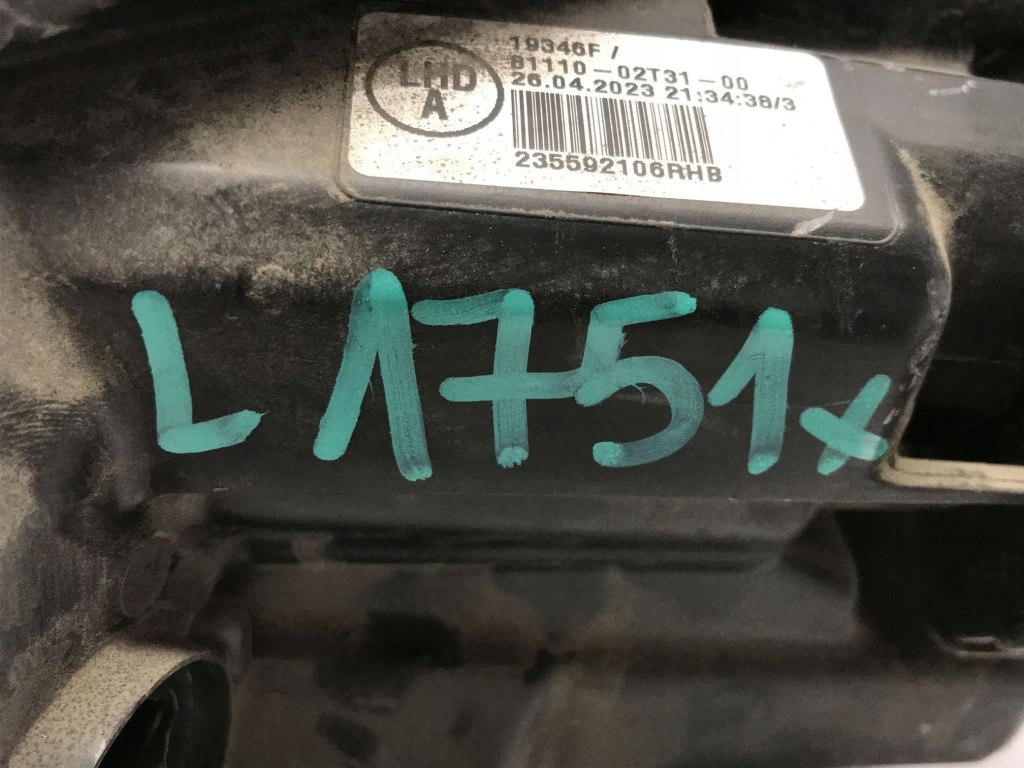 LHD
A
19346F /
81110-02T31-00
26.04.2023 21:34:38/3
235592106RHB
L1751x